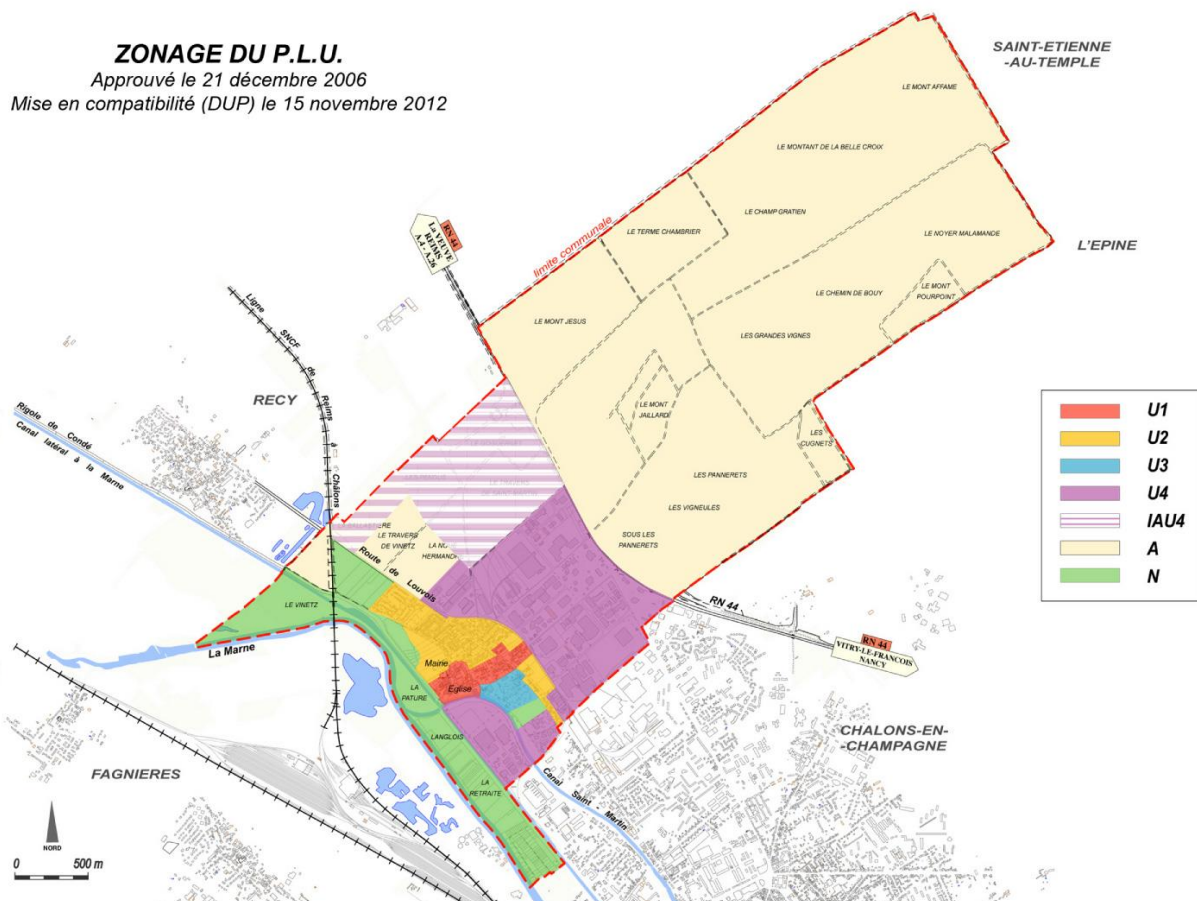 ZONAGE DU P.L.U.
Approuvé le 21 décembre 2006
Mise en compatibilité (DUP) le 15 novembre 2012
SAINT-ETIENNE
-AU-TEMPLE
LE MONT AFFAME
LE MONTANT DE LA BELLE CROIX
LE CHAMP GRATIEN
LE TERME CHAMBRIER
LE NOYER MALAMANDE
L'EPINE
RN 44
La VEUVE
REIMS
A.4 - A.26
limite communale
LE CHEMIN DE BOUY
LE MONT
POURPOINT
LE MONT JESUS
LES GRANDES VIGNES
Ligne SNCF de Reims à Châlons
RECY
Rigole de Condé
Canal latéral à la Marne
LE MONT
JAILLARD
LES
CUGNETS
LES PANNERETS
LES VIGNEULES
SOUS LES
PANNERETS
LE TRAVERS
DE VINETZ
LA NO
HERMAND
Route de Louvois
U1
U2
U3
U4
IAU4
A
N
LE VINETZ
La Marne
RN 44
RN 44
VITRY-LE-FRANCOIS
NANCY
Mairie
Eglise
LA
PATURE
LANGLOIS
LA
RETRAITE
CHALONS-EN-
-CHAMPAGNE
FAGNIERES
Canal Saint - Martin
NORD
0 500 m